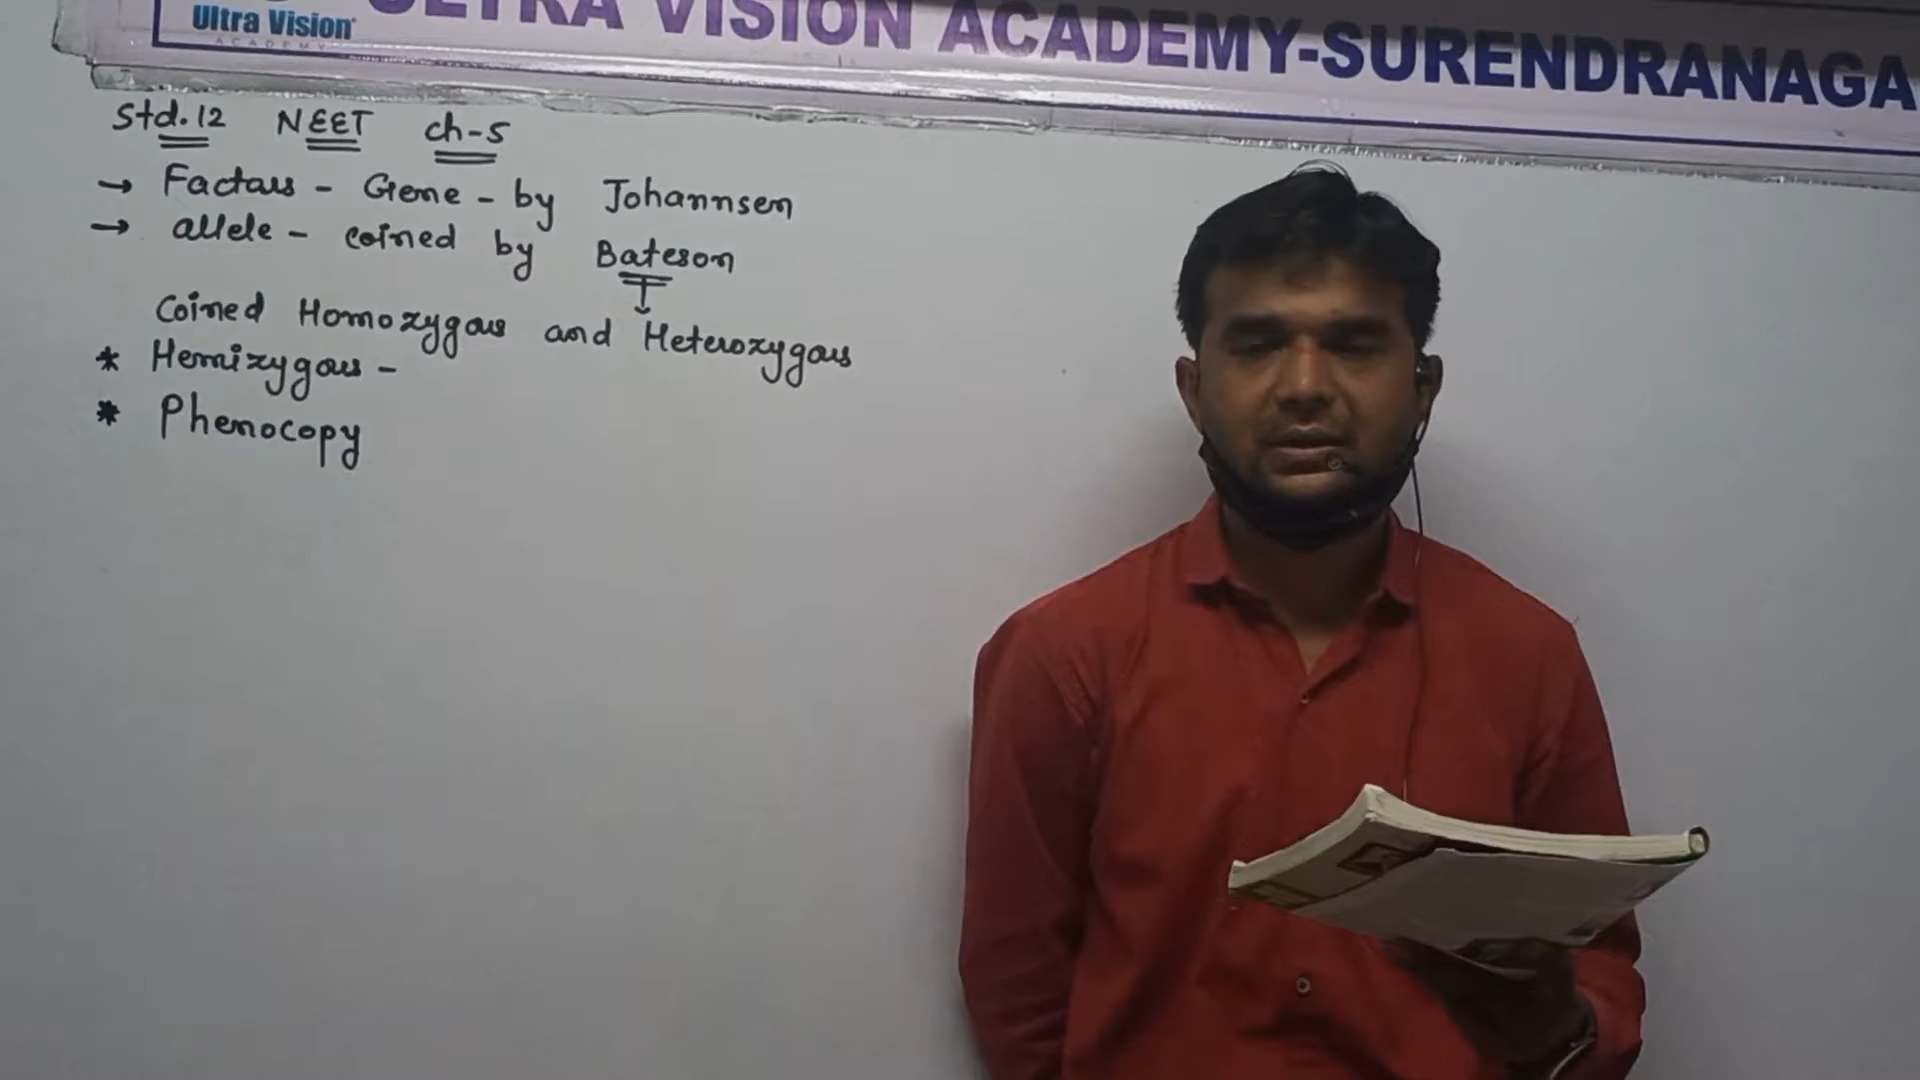 ULTRA VISION ACADEMY-SURENDRANAGA
Ultra Vision
ACADEMY
Std.12 NEET ch-5
→ Factors - Gene - by Johannsen
→ allele - coined by Bateson
Coined Homozygous and Heterozygous
* Hemizygous -
* Phenocopy